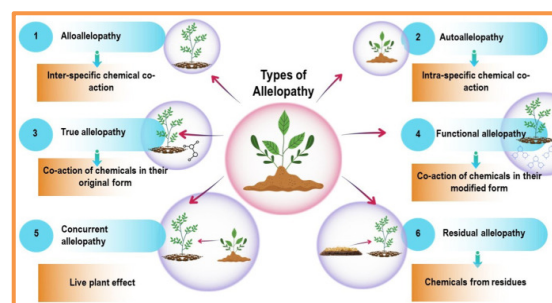 Types of
Allelopathy
1 Alloallelopathy
Inter-specific chemical co-
action
2 Autoallelopathy
Intra-specific chemical co-
action
3 True allelopathy
Co-action of chemicals in their
original form
4 Functional allelopathy
Co-action of chemicals in their
modified form
5 Concurrent
allelopathy
Live plant effect
6 Residual allelopathy
Chemicals from residues